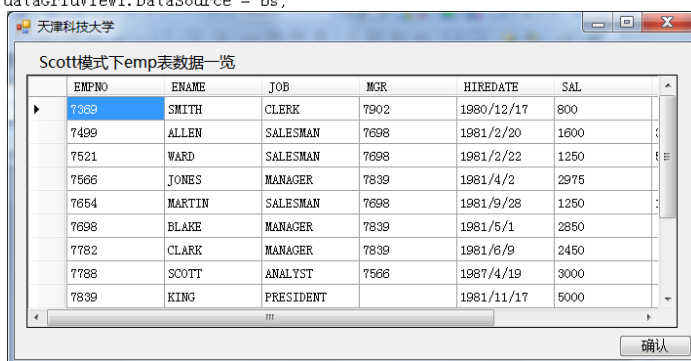 dataGridView1.DataSource = bs;
天津科技大学
Scott模式下emp表数据一览
EMPNO ENAME JOB MGR HIREDATE SAL
7369 SMITH CLERK 7902 1980/12/17 800
7499 ALLEN SALESMAN 7698 1981/2/20 1600
7521 WARD SALESMAN 7698 1981/2/22 1250
7566 JONES MANAGER 7839 1981/4/2 2975
7654 MARTIN SALESMAN 7698 1981/9/28 1250
7698 BLAKE MANAGER 7839 1981/5/1 2850
7782 CLARK MANAGER 7839 1981/6/9 2450
7788 SCOTT ANALYST 7566 1987/4/19 3000
7839 KING PRESIDENT 1981/11/17 5000
确认